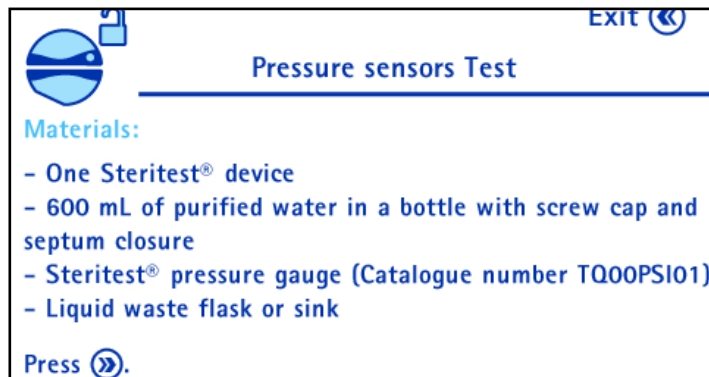 Exit
Pressure sensors Test
Materials:
- One Steritest® device
- 600 mL of purified water in a bottle with screw cap and
septum closure
- Steritest® pressure gauge (Catalogue number TQ00PSI01)
- Liquid waste flask or sink
Press .